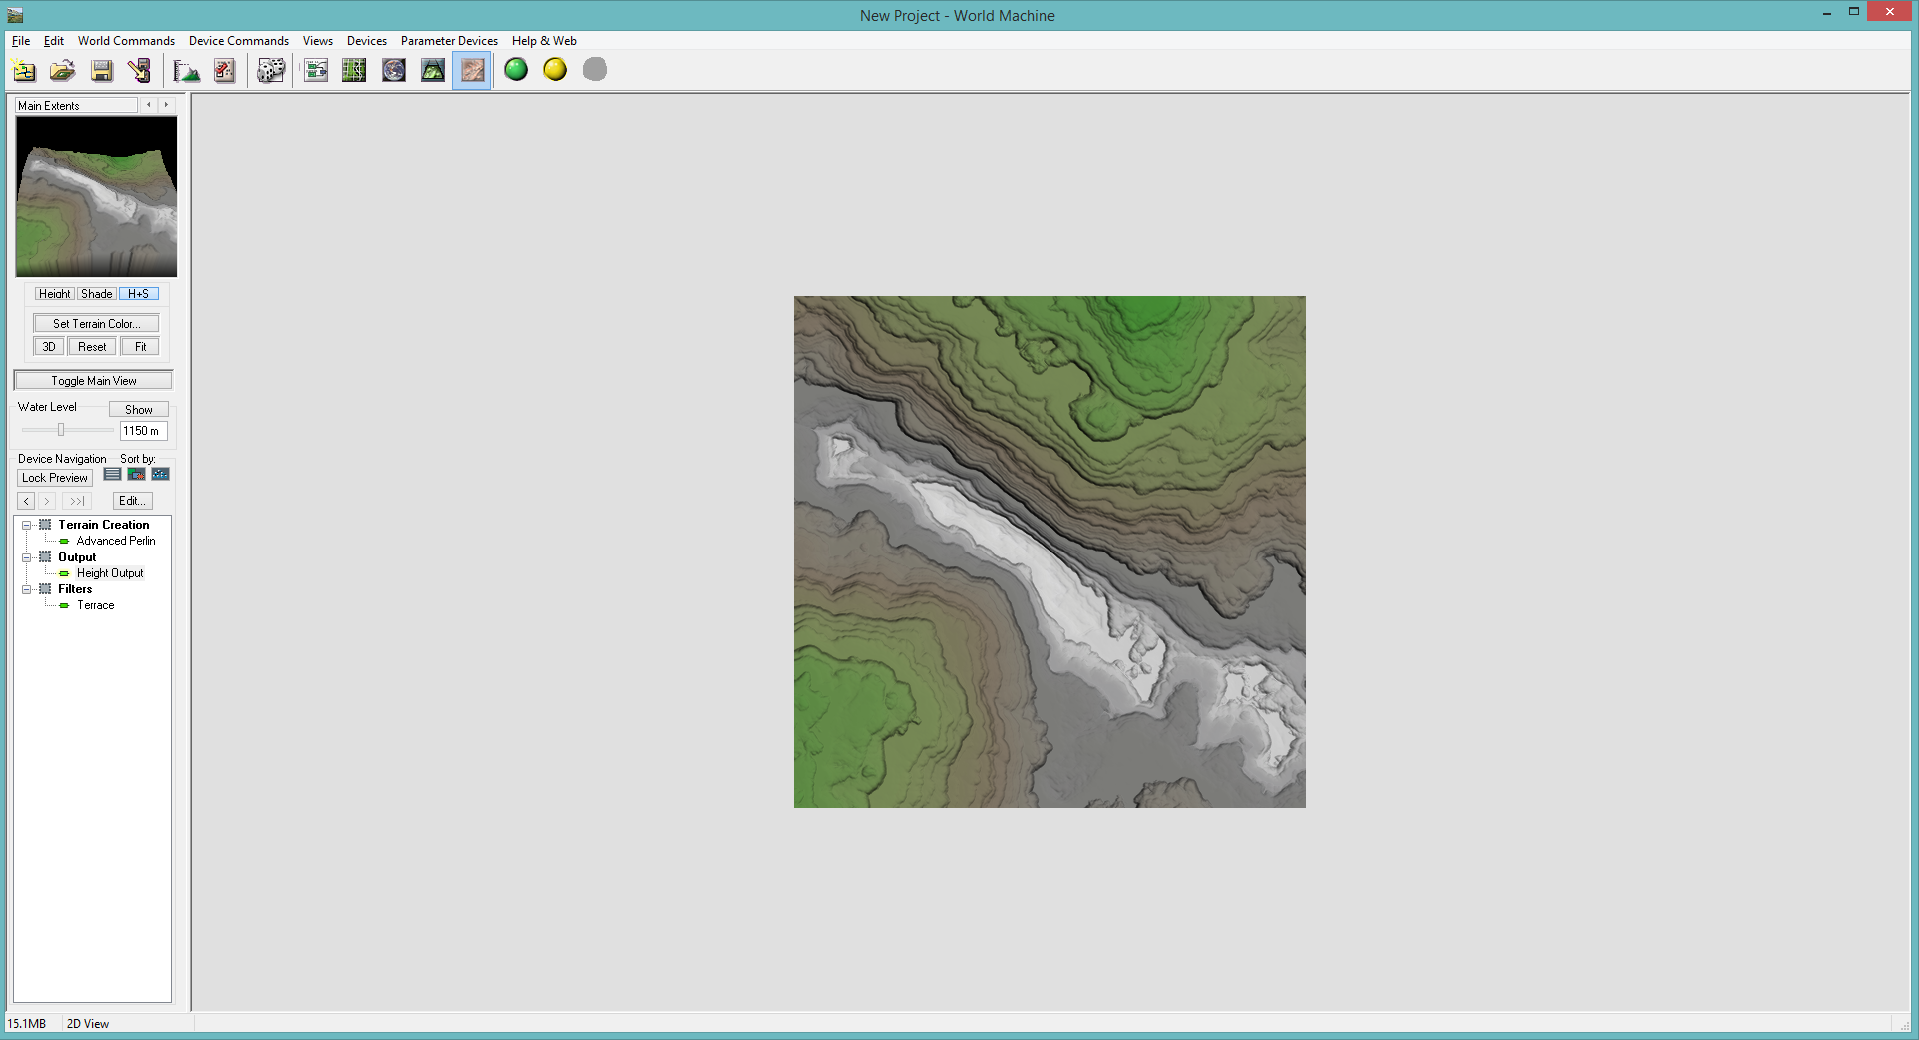 New Project - World Machine
File Edit World Commands Device Commands Views Devices Parameter Devices Help & Web
Main Extents
Height Shade H+S
Set Terrain Color...
3D Reset Fit
Toggle Main View
Water Level Show
1150 m
Device Navigation Sort by:
Lock Preview
< > >>| Edit...
Terrain Creation
Advanced Perlin
Output
Height Output
Filters
Terrace
15.1MB 2D View